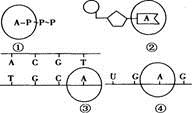 A-P-P~P
A
① ②
A C G T
T G C A
U G A G
③ ④